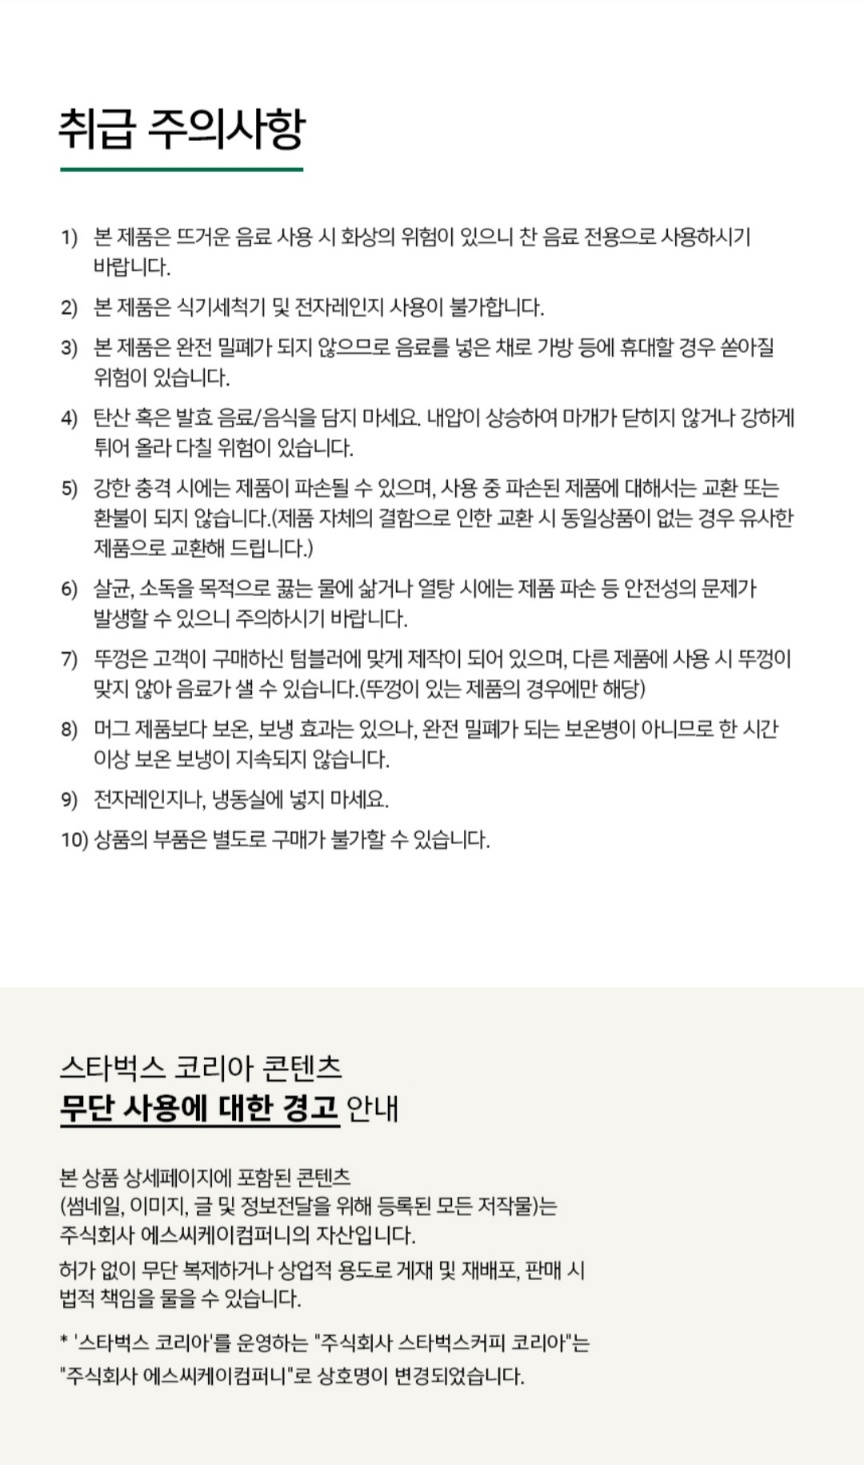 취급 주의사항
1) 본 제품은 뜨거운 음료 사용 시 화상의 위험이 있으니 찬 음료 전용으로 사용하시기
바랍니다.
2) 본 제품은 식기세척기 및 전자레인지 사용이 불가합니다.
3) 본 제품은 완전 밀폐가 되지 않으므로 음료를 넣은 채로 가방 등에 휴대할 경우 쏟아질
위험이 있습니다.
4) 탄산 혹은 발효 음료/음식을 담지 마세요. 내압이 상승하여 마개가 닫히지 않거나 강하게
튀어 올라 다칠 위험이 있습니다.
5) 강한 충격 시에는 제품이 파손될 수 있으며, 사용 중 파손된 제품에 대해서는 교환 또는
환불이 되지 않습니다.(제품 자체의 결함으로 인한 교환 시 동일상품이 없는 경우 유사한
제품으로 교환해 드립니다.)
6) 살균, 소독을 목적으로 끓는 물에 삶거나 열탕 시에는 제품 파손 등 안전성의 문제가
발생할 수 있으니 주의하시기 바랍니다.
7) 뚜껑은 고객이 구매하신 텀블러에 맞게 제작이 되어 있으며, 다른 제품에 사용 시 뚜껑이
맞지 않아 음료가 샐 수 있습니다.(뚜껑이 있는 제품의 경우에만 해당)
8) 머그 제품보다 보온, 보냉 효과는 있으나, 완전 밀폐가 되는 보온병이 아니므로 한 시간
이상 보온 보냉이 지속되지 않습니다.
9) 전자레인지나, 냉동실에 넣지 마세요.
10) 상품의 부품은 별도로 구매가 불가할 수 있습니다.
스타벅스 코리아 콘텐츠
무단 사용에 대한 경고 안내
본 상품 상세페이지에 포함된 콘텐츠
(썸네일, 이미지, 글 및 정보전달을 위해 등록된 모든 저작물)는
주식회사 에스씨케이컴퍼니의 자산입니다.
허가 없이 무단 복제하거나 상업적 용도로 게재 및 재배포, 판매 시
법적 책임을 물을 수 있습니다.
* '스타벅스 코리아'를 운영하는 "주식회사 스타벅스커피 코리아"는
"주식회사 에스씨케이컴퍼니"로 상호명이 변경되었습니다.